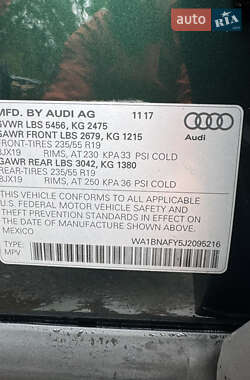 AUTO.RIA
MFD. BY AUDI AG 11 17
GVWR LBS 5456, KG 2475
GAWR FRONT LBS 2679, KG 1215
FRONT-TIRES 235/55 R19
8JX19 RIMS, AT 230 KPA 33 PSI COLD
GAWR REAR LBS 3042, KG 1380
REAR-TIRES 235/55 R19
8JX19 RIMS, AT 250 KPA 36 PSI COLD
Audi
THIS VEHICLE CONFORMS TO ALL APPLICABLE
U.S. FEDERAL MOTOR VEHICLE SAFETY AND
THEFT PREVENTION STANDARDS IN EFFECT ON THE
DATE OF MANUFACTURE SHOWN ABOVE. MADE IN
MEXICO
TYPE:
MPV
WA1BNAFY5J2095216